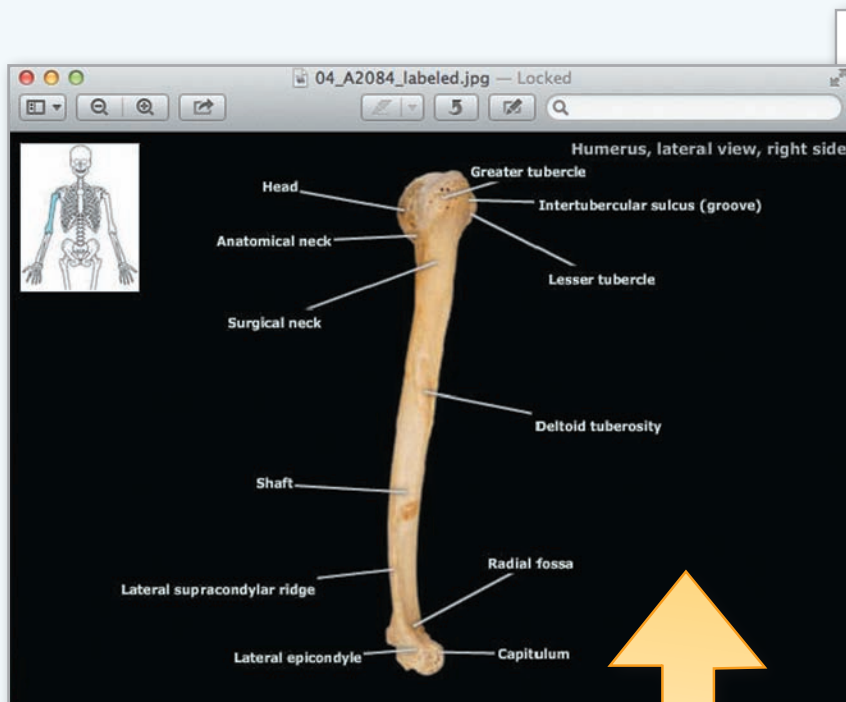 04_A2084_labeled.jpg — Locked
Humerus, lateral view, right side
Greater tubercle
Head
Intertubercular sulcus (groove)
Anatomical neck
Lesser tubercle
Surgical neck
Deltoid tuberosity
Shaft
Radial fossa
Lateral supracondylar ridge
Lateral epicondyle
Capitulum